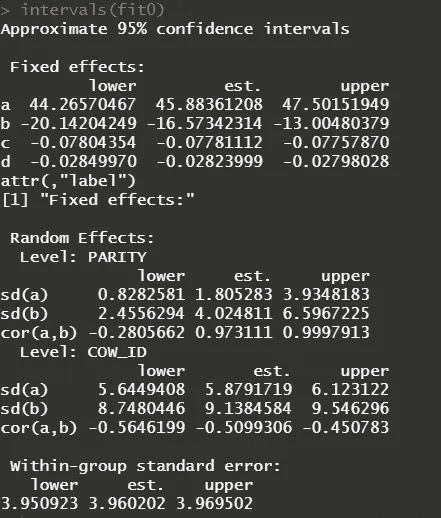 > intervals(fit0)
Approximate 95% confidence intervals
Fixed effects:
lower est. upper
a 44.26570467 45.88361208 47.50151949
b -20.14204249 -16.57342314 -13.00480379
c -0.07804354 -0.07781112 -0.07757870
d -0.02849970 -0.02823999 -0.02798028
attr(,"label")
[1] "Fixed effects:"
Random Effects:
Level: PARITY
lower est. upper
sd(a) 0.8282581 1.805283 3.9348183
sd(b) 2.4556294 4.024811 6.5967225
cor(a,b) -0.2805662 0.973111 0.9997913
Level: COW_ID
lower est. upper
sd(a) 5.6449408 5.8791719 6.123122
sd(b) 8.7480446 9.1384584 9.546296
cor(a,b) -0.5646199 -0.5099306 -0.450783
Within-group standard error:
lower est. upper
3.950923 3.960202 3.969502